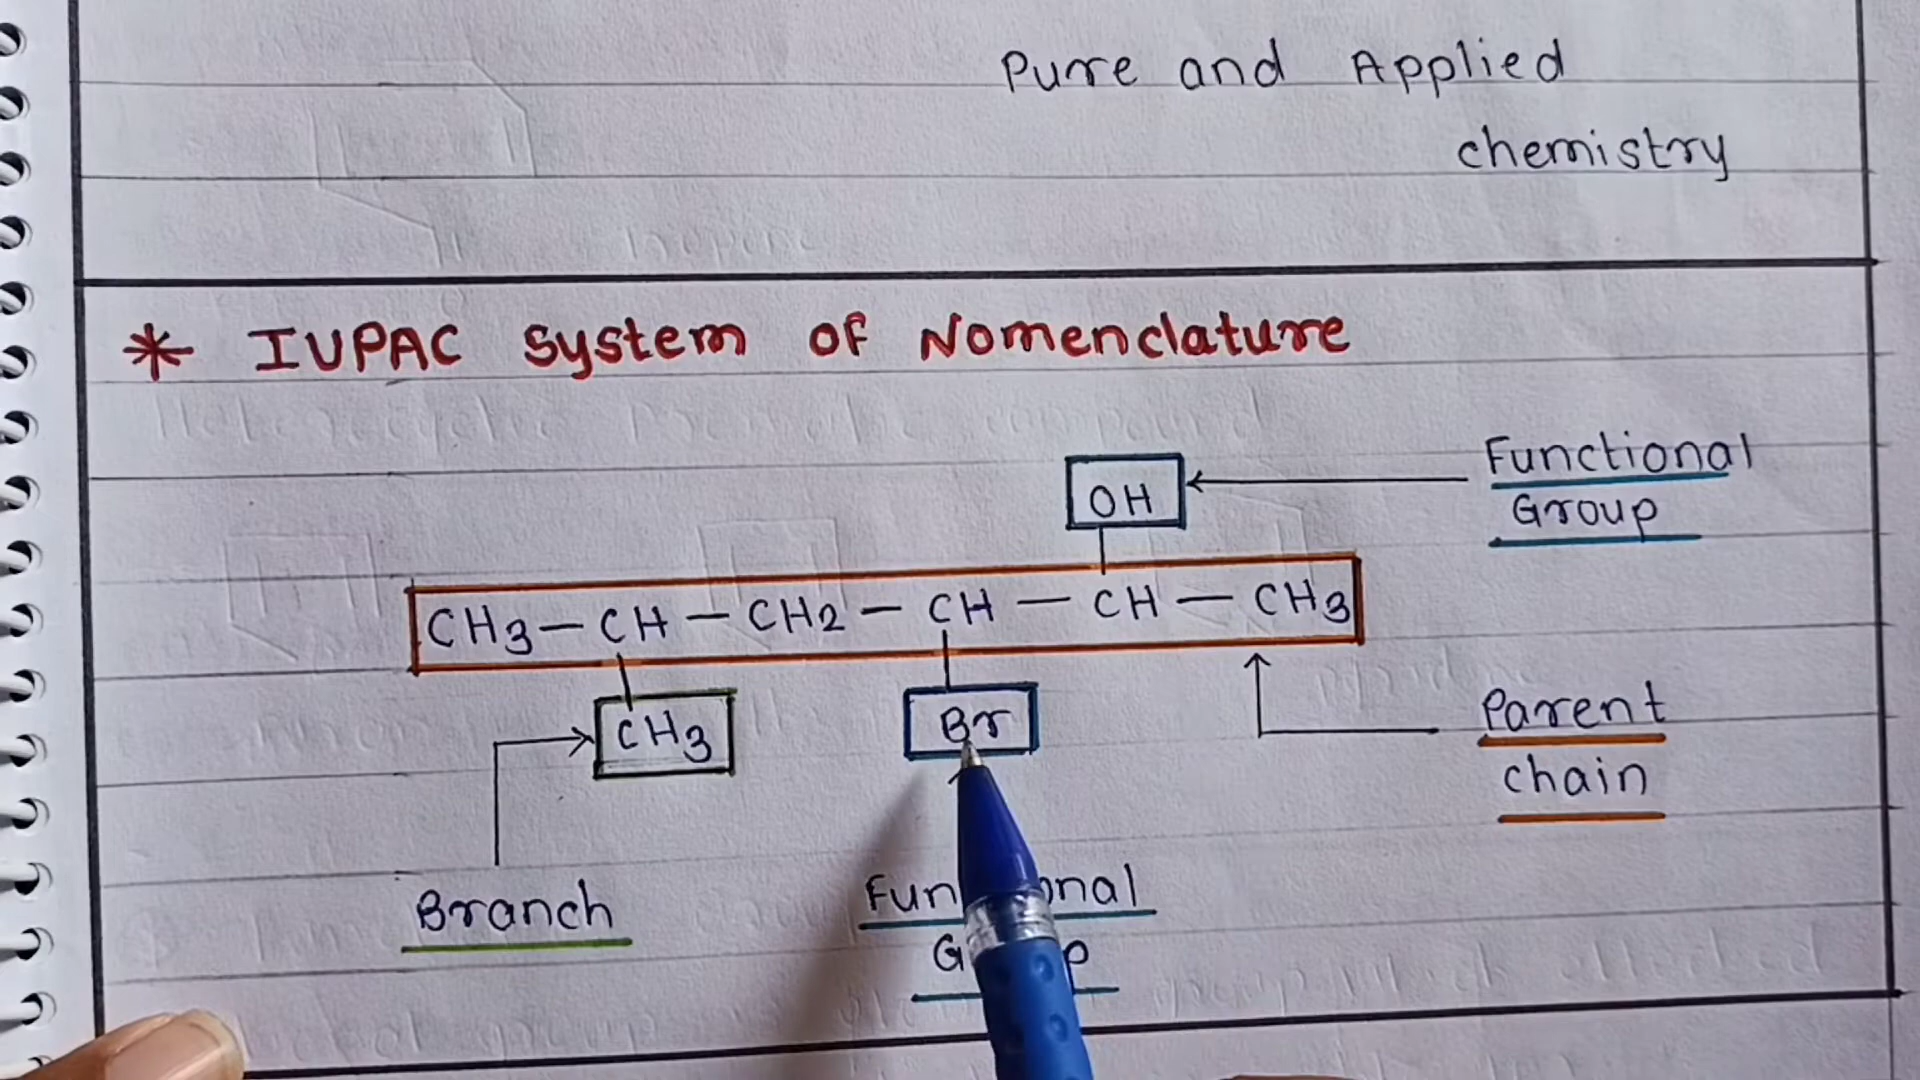 Pure and Applied
chemistry
* IUPAC System of Nomenclature
Functional
Group
OH
CH3 — CH — CH2 — CH — CH — CH3
CH3
Br
Parent
chain
Branch